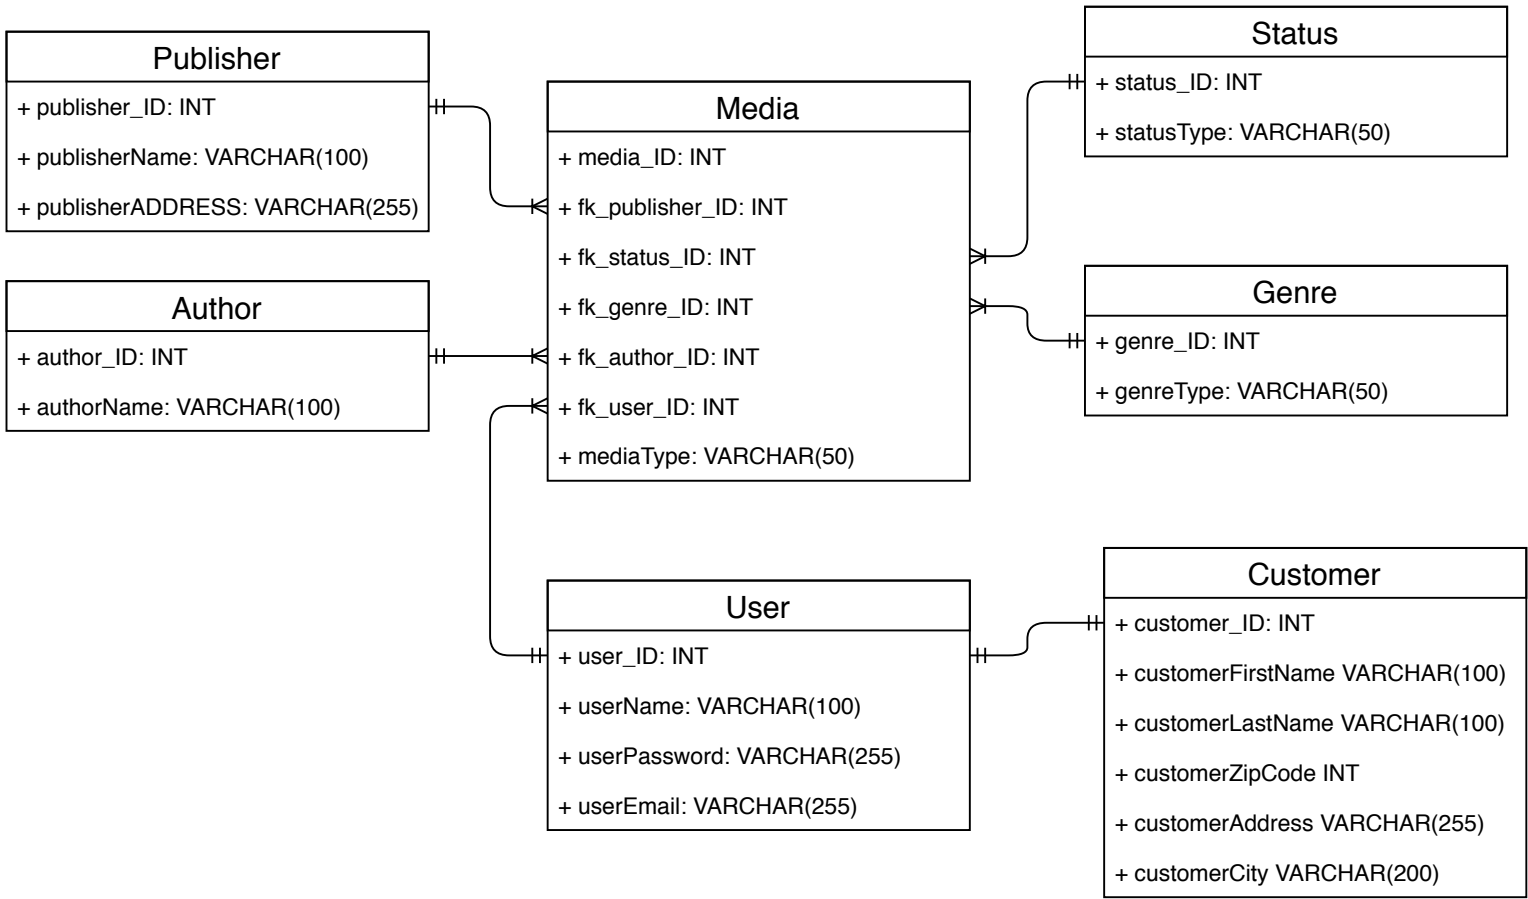 Publisher
+ publisher_ID: INT
+ publisherName: VARCHAR(100)
+ publisherADDRESS: VARCHAR(255)
Author
+ author_ID: INT
+ authorName: VARCHAR(100)
Media
+ media_ID: INT
+ fk_publisher_ID: INT
+ fk_status_ID: INT
+ fk_genre_ID: INT
+ fk_author_ID: INT
+ fk_user_ID: INT
+ mediaType: VARCHAR(50)
Status
+ status_ID: INT
+ statusType: VARCHAR(50)
Genre
+ genre_ID: INT
+ genreType: VARCHAR(50)
User
+ user_ID: INT
+ userName: VARCHAR(100)
+ userPassword: VARCHAR(255)
+ userEmail: VARCHAR(255)
Customer
+ customer_ID: INT
+ customerFirstName VARCHAR(100)
+ customerLastName VARCHAR(100)
+ customerZipCode INT
+ customerAddress VARCHAR(255)
+ customerCity VARCHAR(200)